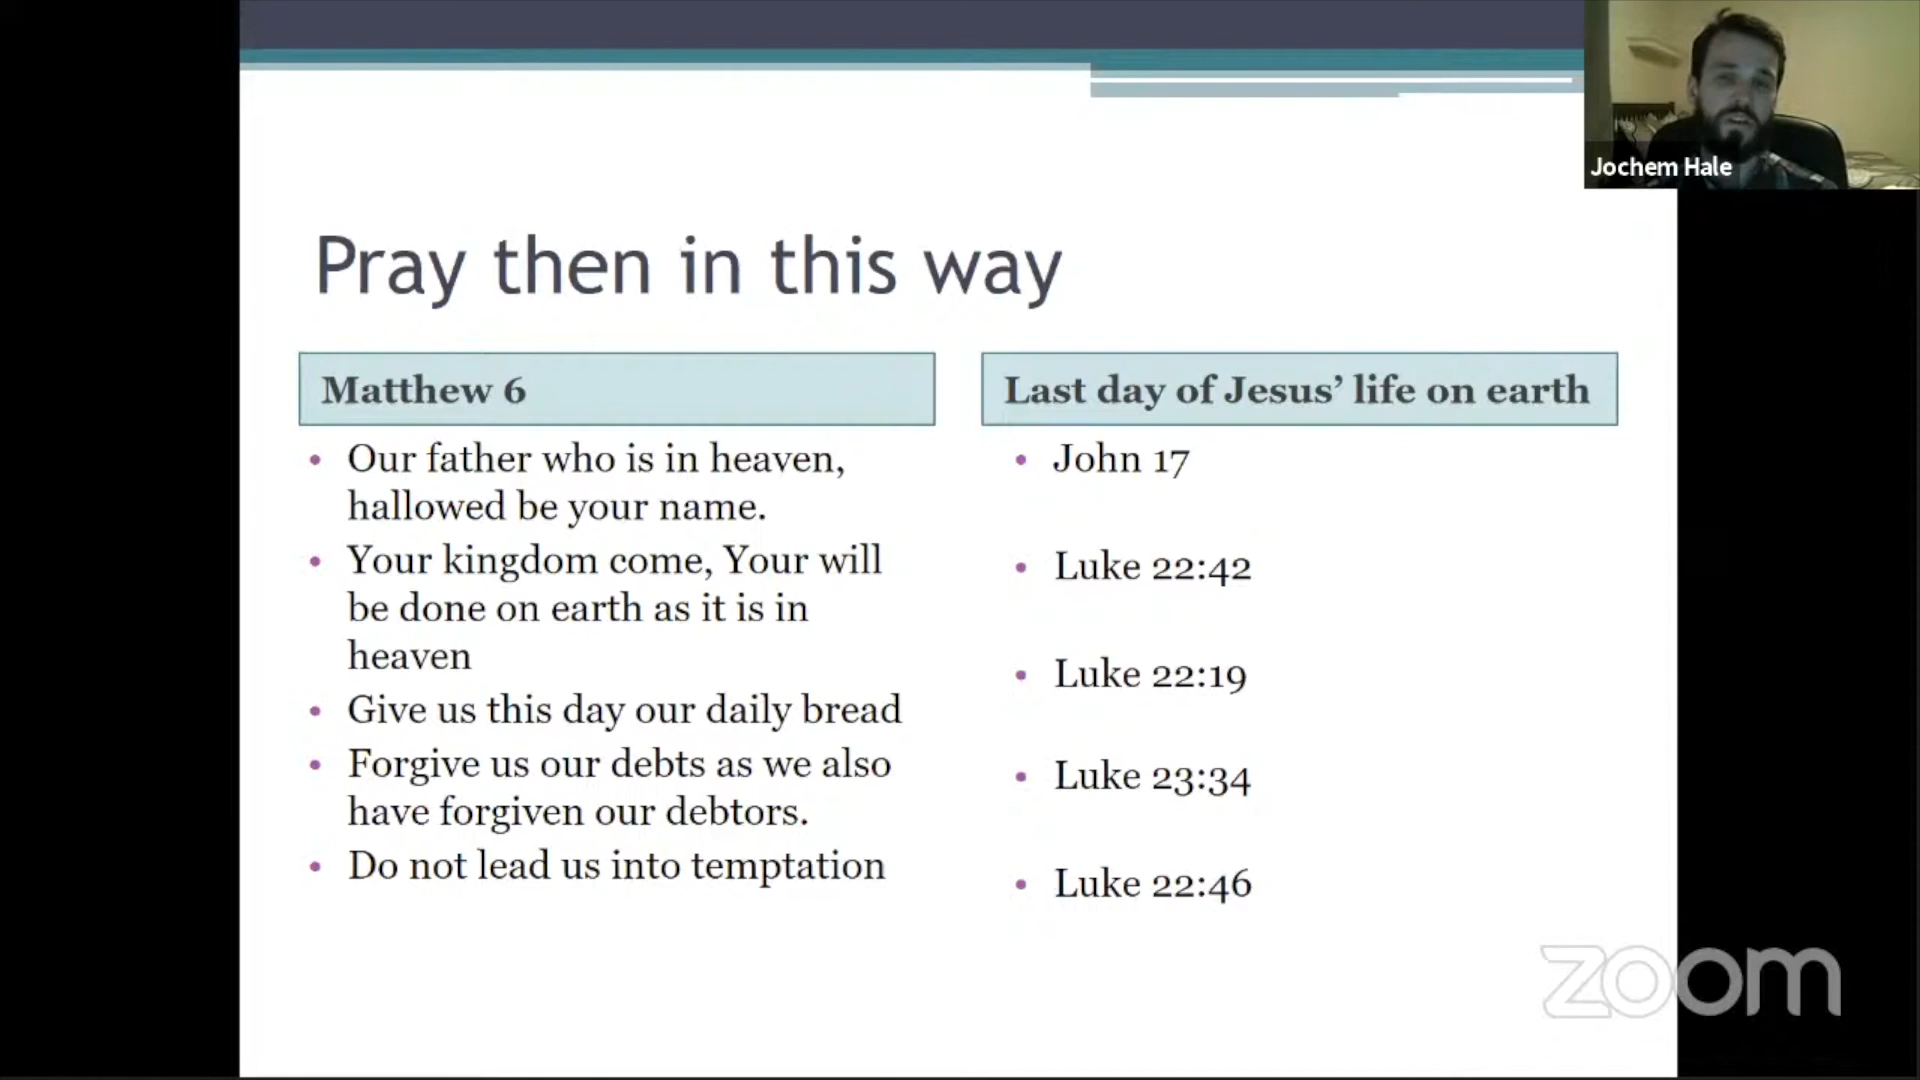 Jochem Hale
Pray then in this way
Matthew 6
• Our father who is in heaven,
hallowed be your name.
• Your kingdom come, Your will
be done on earth as it is in
heaven
• Give us this day our daily bread
• Forgive us our debts as we also
have forgiven our debtors.
• Do not lead us into temptation
Last day of Jesus’ life on earth
• John 17
• Luke 22:42
• Luke 22:19
• Luke 23:34
• Luke 22:46
zoom